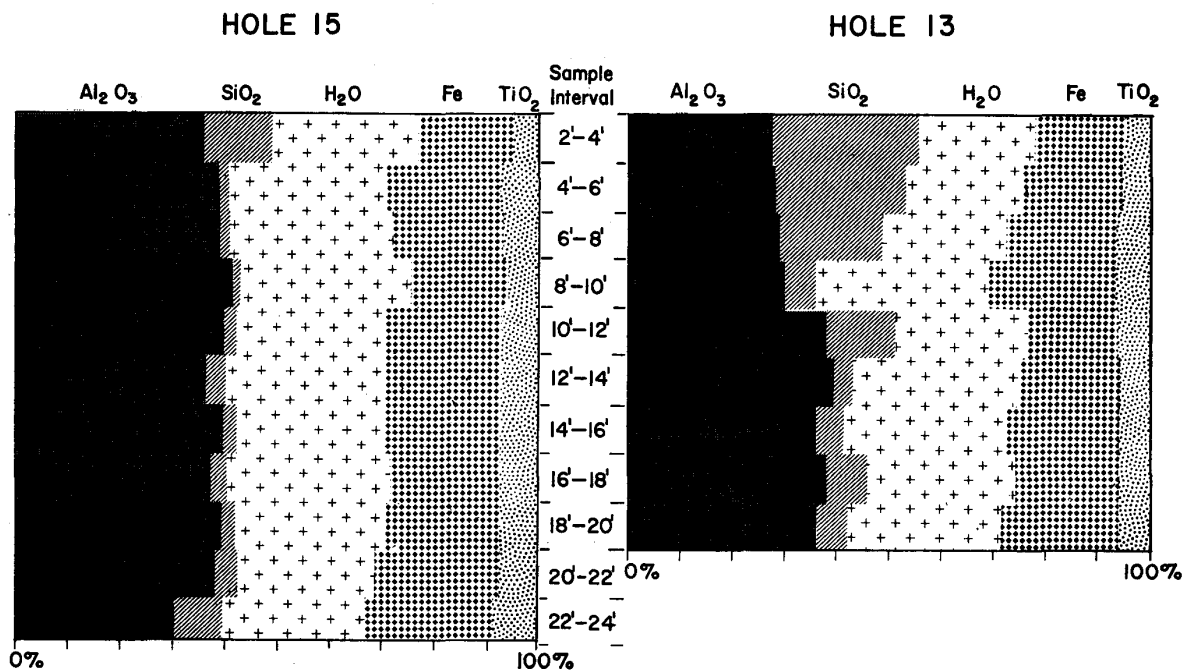 HOLE 15
HOLE 13
Al₂O₃ SiO₂ H₂O Fe TiO₂
Sample
Interval
Al₂O₃ SiO₂ H₂O Fe TiO₂
2'-4'
4'-6'
6'-8'
8'-10'
10'-12'
12'-14'
14'-16'
16'-18'
18'-20'
20'-22'
22'-24'
0% 100%
0% 100%